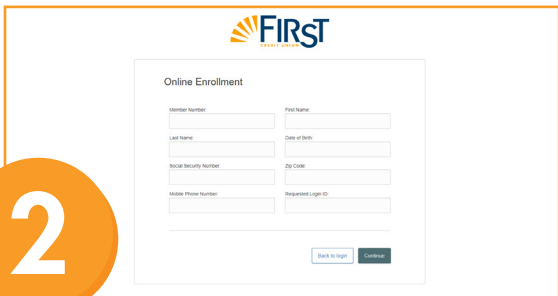 FIRST
CREDIT UNION
Online Enrollment
Member Number: First Name:
Last Name: Date of Birth:
Social Security Number: Zip Code:
Mobile Phone Number: Requested Login ID:
Back to login Continue
2